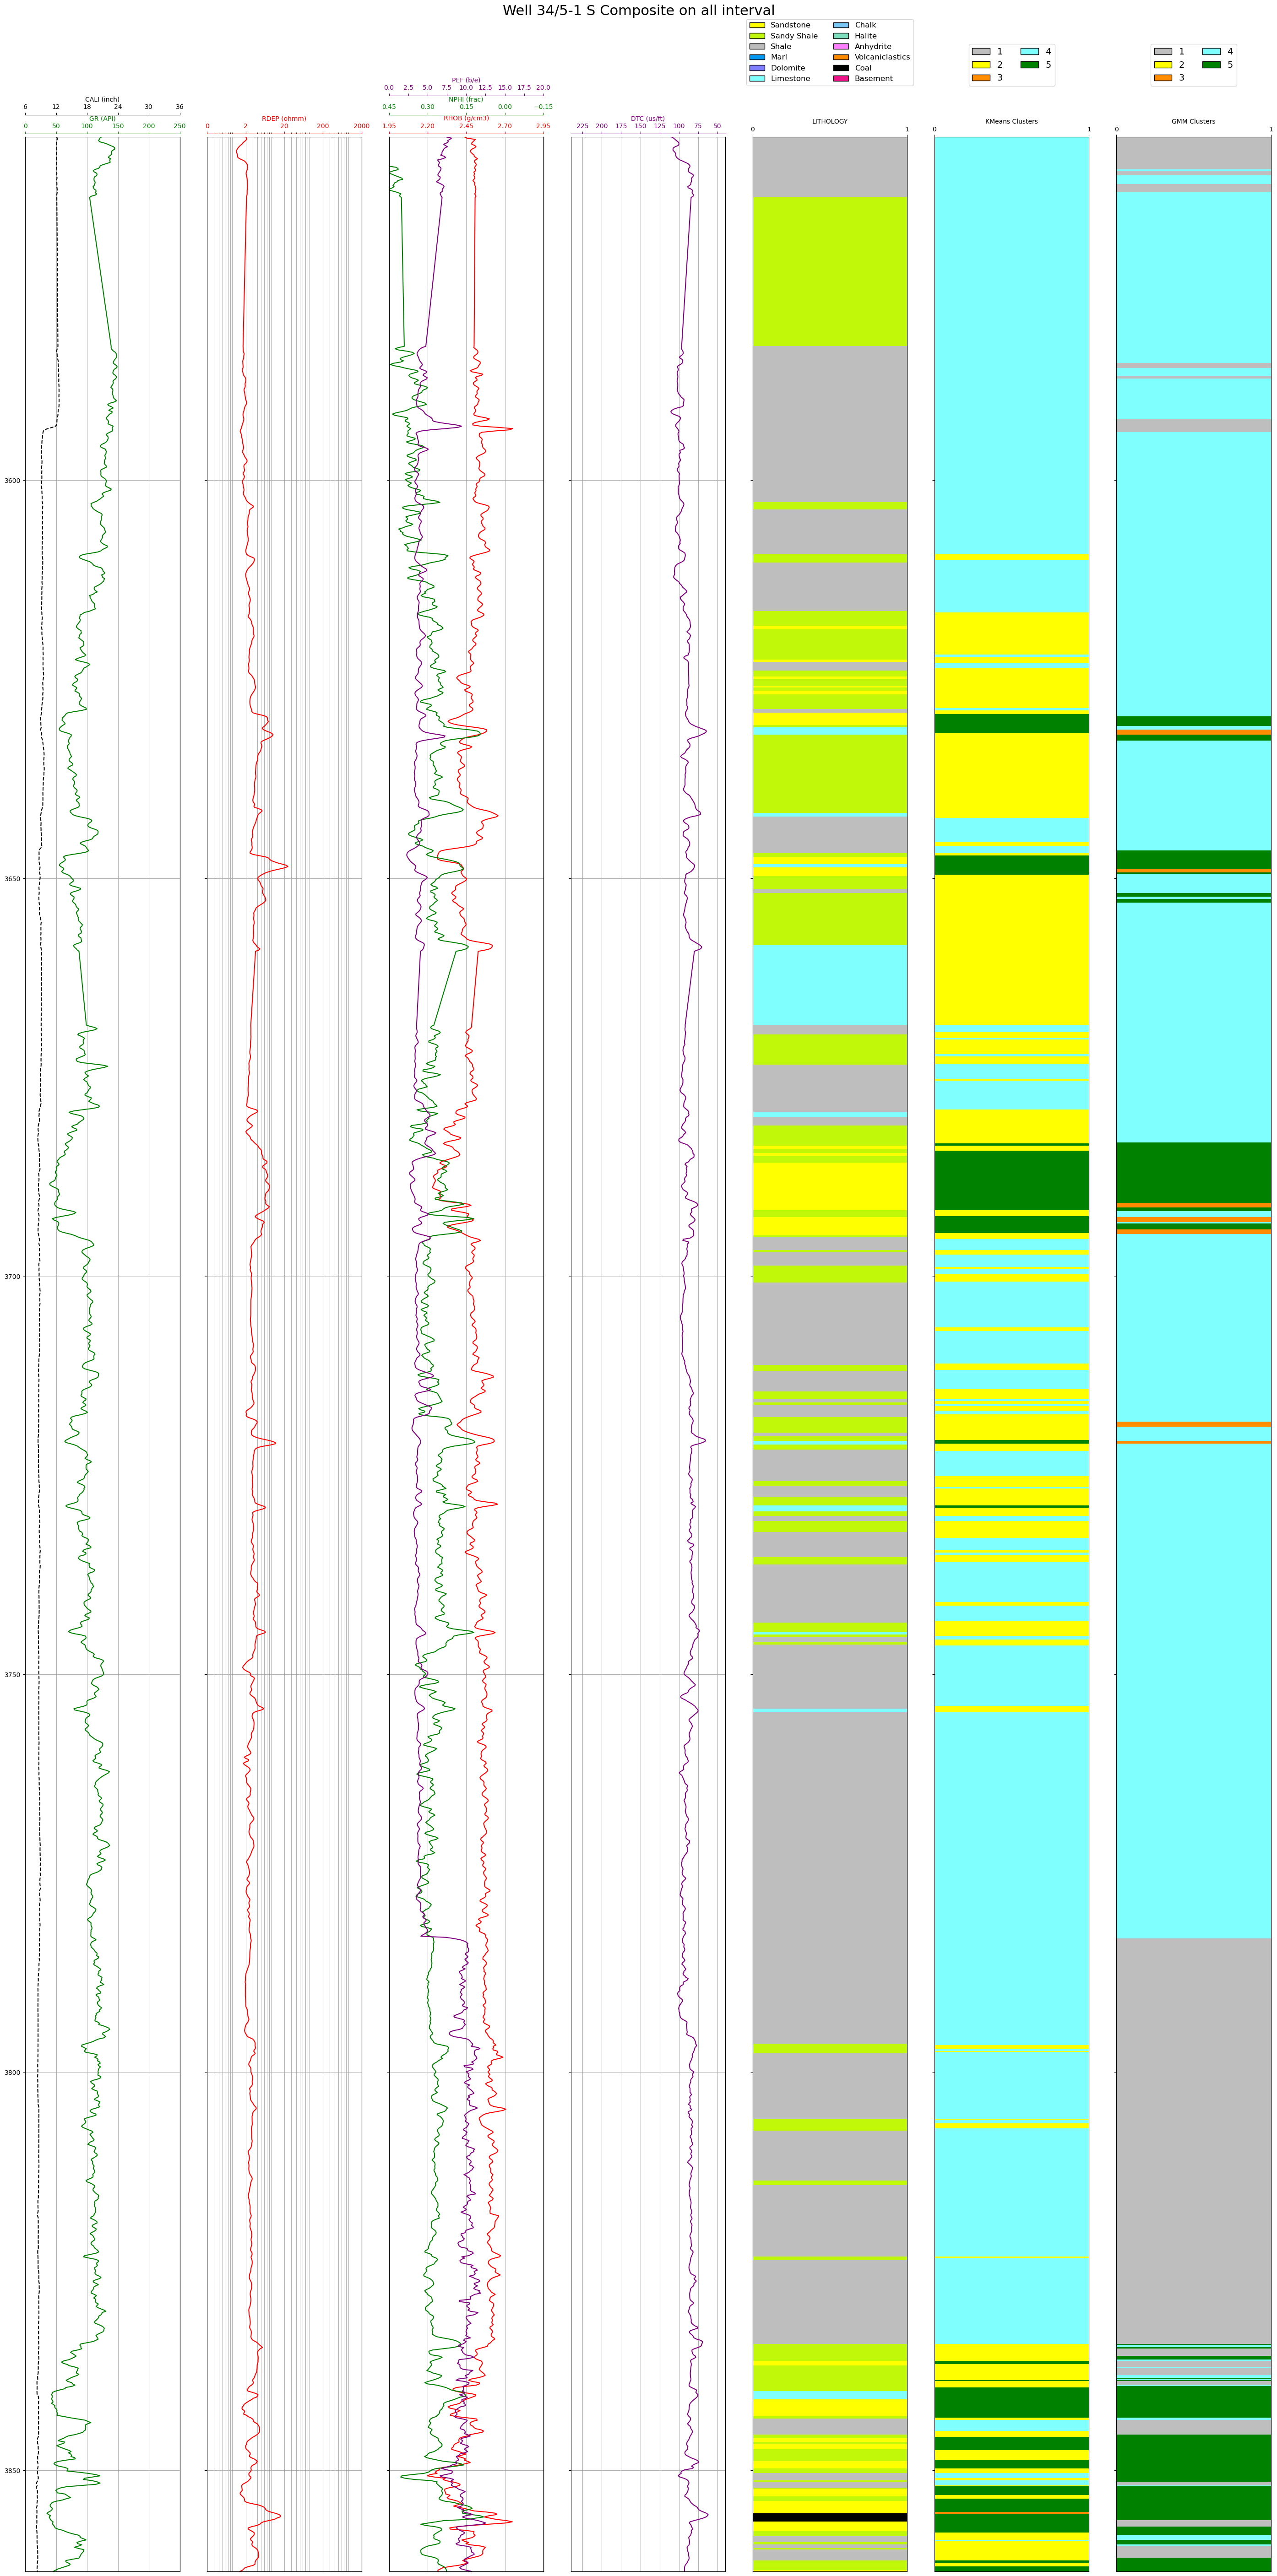 Well 34/5-1 S Composite on all interval
Sandstone Chalk
Sandy Shale Halite
Shale Anhydrite
Marl Volcaniclastics
Dolomite Coal
Limestone Basement
1 4
2 5
3
1 4
2 5
3
PEF (b/e)
0.0 2.5 5.0 7.5 10.0 12.5 15.0 17.5 20.0
CALI (inch)
6 12 18 24 30 36
NPHI (frac)
0.45 0.30 0.15 0.00 −0.15
GR (API)
0 50 100 150 200 250
RDEP (ohmm)
0 2 20 200 2000
RHOB (g/cm3)
1.95 2.20 2.45 2.70 2.95
DTC (us/ft)
225 200 175 150 125 100 75 50
LITHOLOGY
0 1
KMeans Clusters
0 1
GMM Clusters
0 1
3600
3650
3700
3750
3800
3850